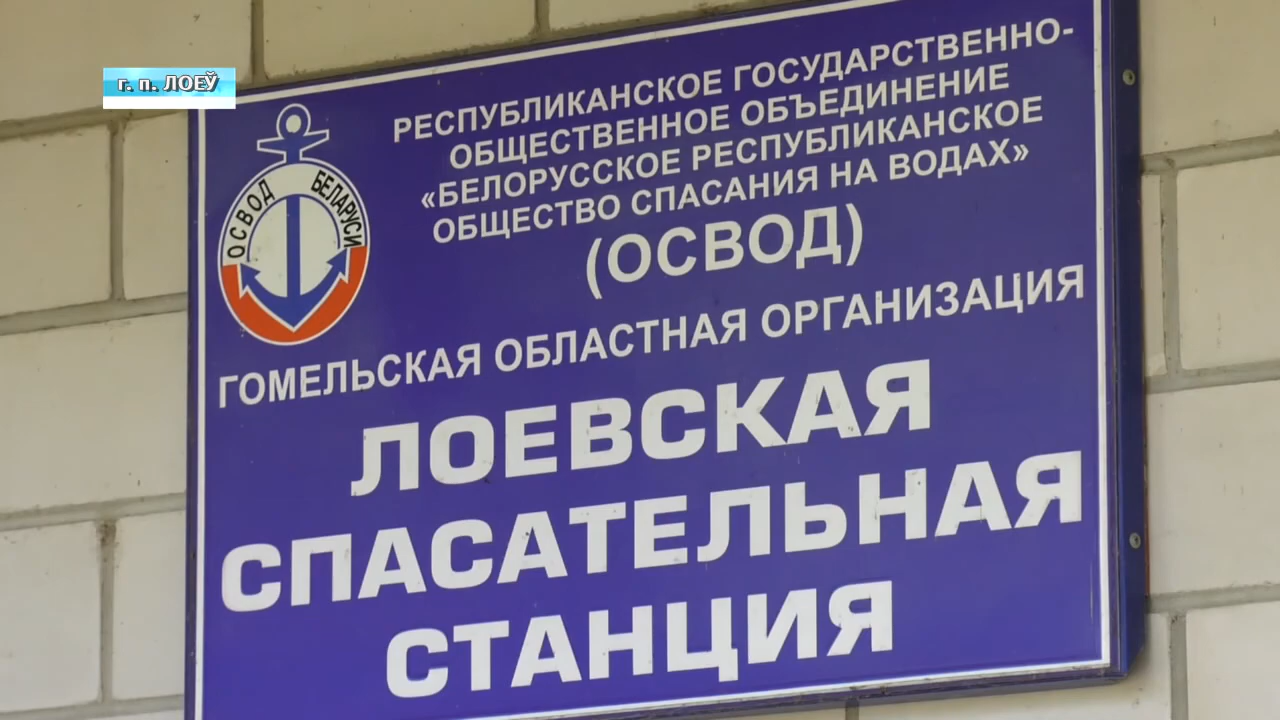 г. п. ЛОЕЎ
РЕСПУБЛИКАНСКОЕ ГОСУДАРСТВЕННО-
ОБЩЕСТВЕННОЕ ОБЪЕДИНЕНИЕ
«БЕЛОРУССКОЕ РЕСПУБЛИКАНСКОЕ
ОБЩЕСТВО СПАСАНИЯ НА ВОДАХ»
(ОСВОД)
ОСВОД БЕЛАРУСИ
ГОМЕЛЬСКАЯ ОБЛАСТНАЯ ОРГАНИЗАЦИЯ
ЛОЕВСКАЯ
СПАСАТЕЛЬНАЯ
СТАНЦИЯ